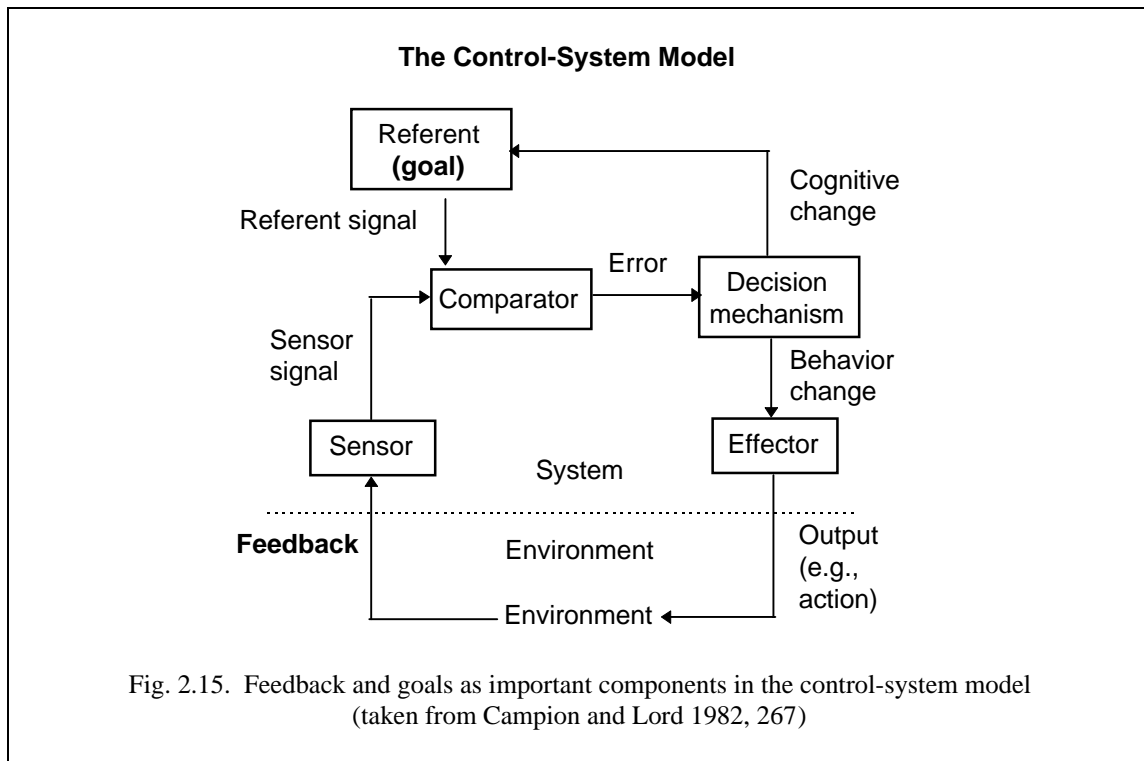 The Control-System Model
Referent
(goal)
Cognitive
change
Referent signal
Error
Comparator
Decision
mechanism
Sensor
signal
Behavior
change
Sensor
Effector
System
Feedback
Environment
Output
(e.g.,
action)
Environment
Fig. 2.15. Feedback and goals as important components in the control-system model
(taken from Campion and Lord 1982, 267)